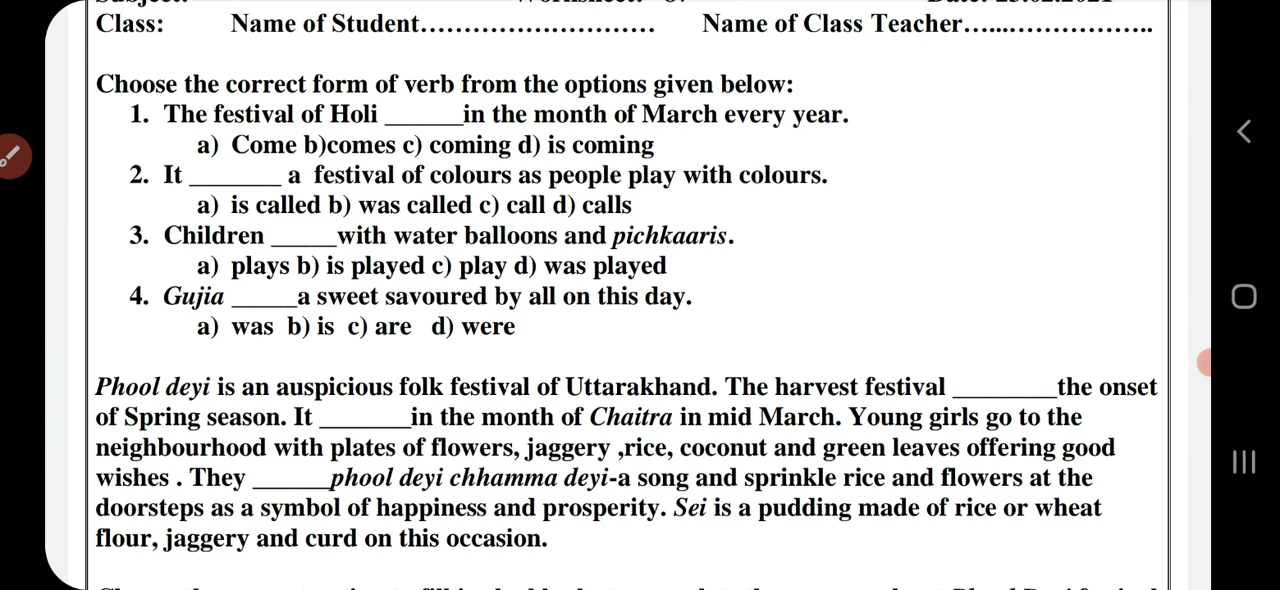 Class: Name of Student............................ Name of Class Teacher.........................
Choose the correct form of verb from the options given below:
1. The festival of Holi ______in the month of March every year.
a) Come b)comes c) coming d) is coming
2. It _______ a festival of colours as people play with colours.
a) is called b) was called c) call d) calls
3. Children _____with water balloons and pichkaaris.
a) plays b) is played c) play d) was played
4. Gujia _____a sweet savoured by all on this day.
a) was b) is c) are d) were
Phool deyi is an auspicious folk festival of Uttarakhand. The harvest festival ________the onset
of Spring season. It _______in the month of Chaitra in mid March. Young girls go to the
neighbourhood with plates of flowers, jaggery ,rice, coconut and green leaves offering good
wishes . They ______phool deyi chhamma deyi-a song and sprinkle rice and flowers at the
doorsteps as a symbol of happiness and prosperity. Sei is a pudding made of rice or wheat
flour, jaggery and curd on this occasion.